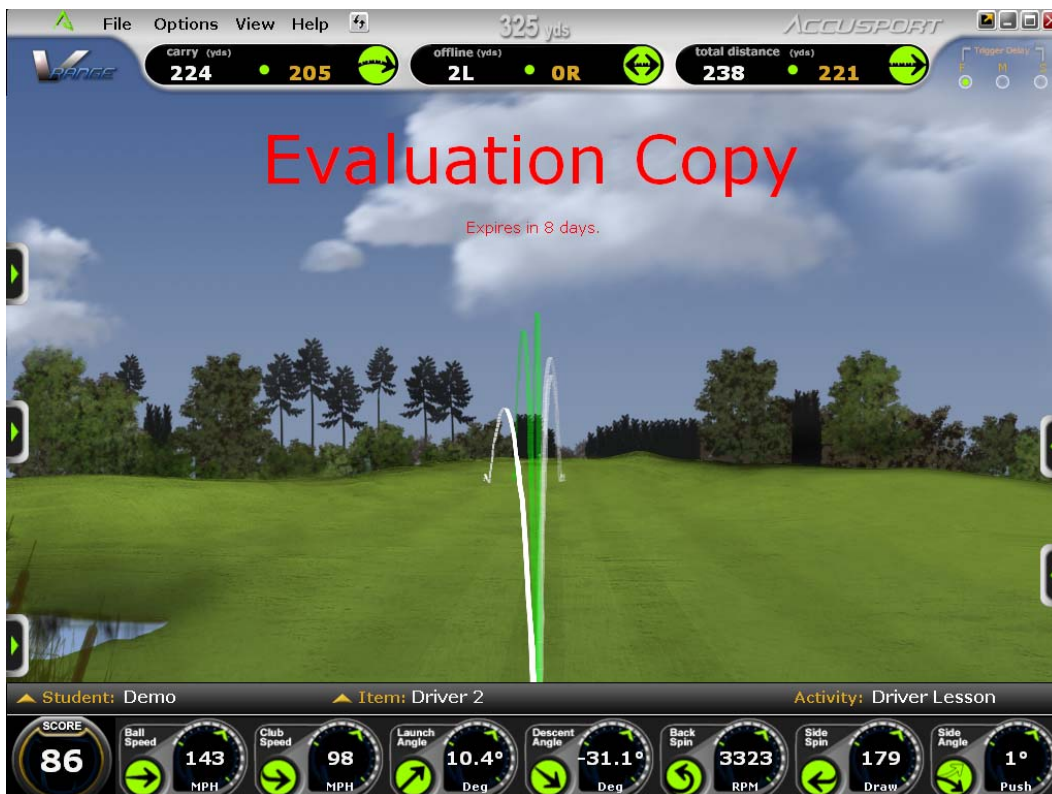 File Options View Help
325 yds
ACCUSPORT
VRANGE
carry (yds)
224 • 205
offline (yds)
2L • 0R
total distance (yds)
238 • 221
Trigger Delay
F M S
Evaluation Copy
Expires in 8 days.
Student: Demo
Item: Driver 2
Activity: Driver Lesson
SCORE
86
Ball Speed
143
MPH
Club Speed
98
MPH
Launch Angle
10.4°
Deg
Descent Angle
-31.1°
Deg
Back Spin
3323
RPM
Side Spin
179
Draw
Side Angle
1°
Push